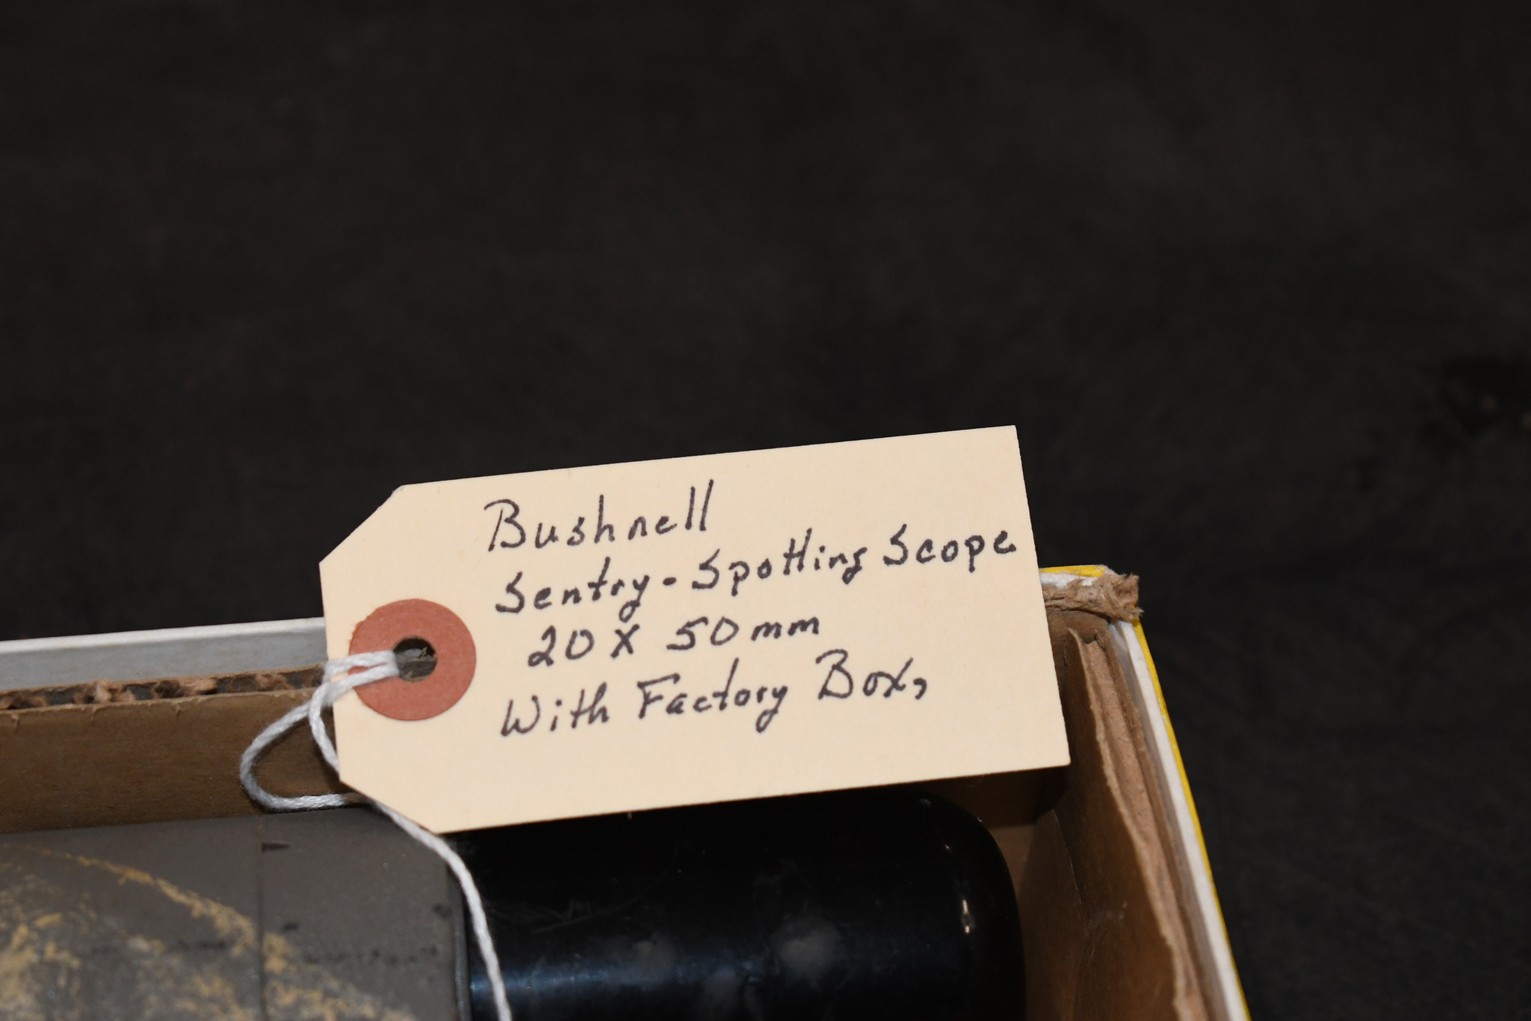 Bushnell
Sentry-Spotting Scope
20 X 50mm
With Factory Box,